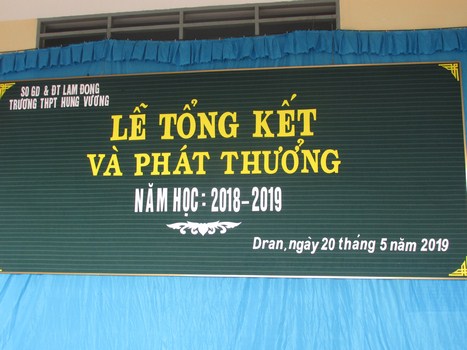 SỞ GD & ĐT LÂM ĐỒNG
TRƯỜNG THPT HÙNG VƯƠNG
LỄ TỔNG KẾT
VÀ PHÁT THƯỞNG
NĂM HỌC: 2018-2019
Dran, ngày 20 tháng 5 năm 2019